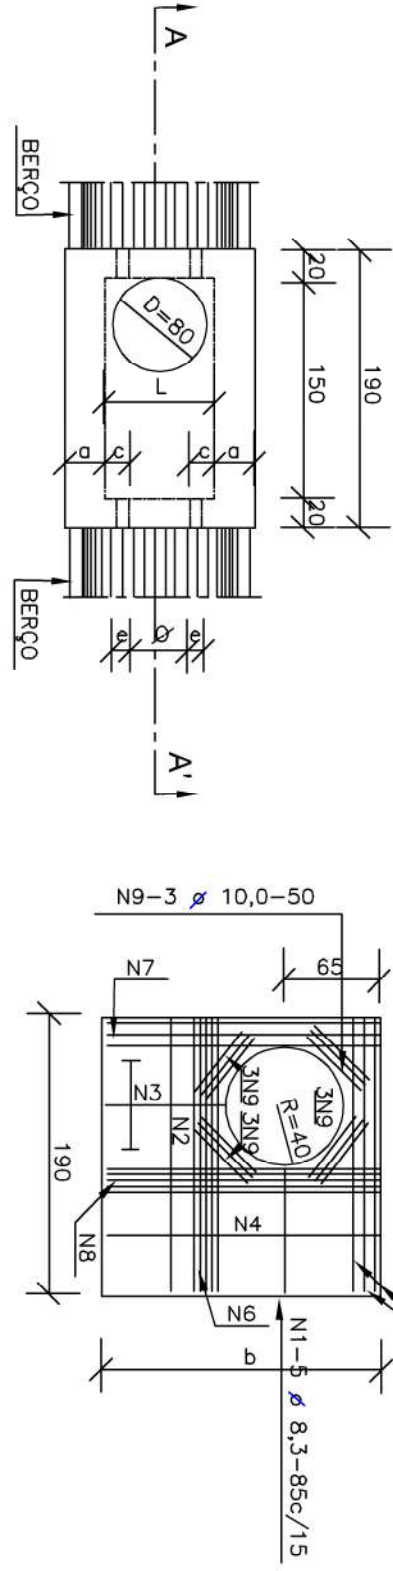 A
BERÇO
D=80
L
a
c
c
a
20
150
20
190
BERÇO
e
Ø
e
A'
N9-3 ø 10,0-50
65
N7
3N9
R=40
3N9
3N9
N3
N2
190
N4
N8
N6
b
N1-5 ø 8,3-85c/15